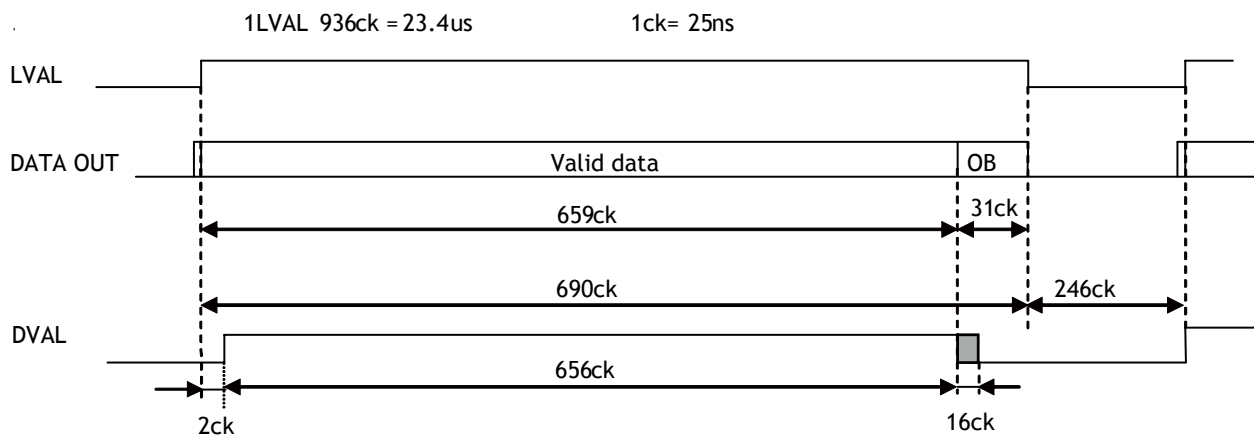 1LVAL 936ck = 23.4us 1ck= 25ns
LVAL
DATA OUT Valid data OB
659ck 31ck
690ck 246ck
DVAL
656ck
2ck 16ck